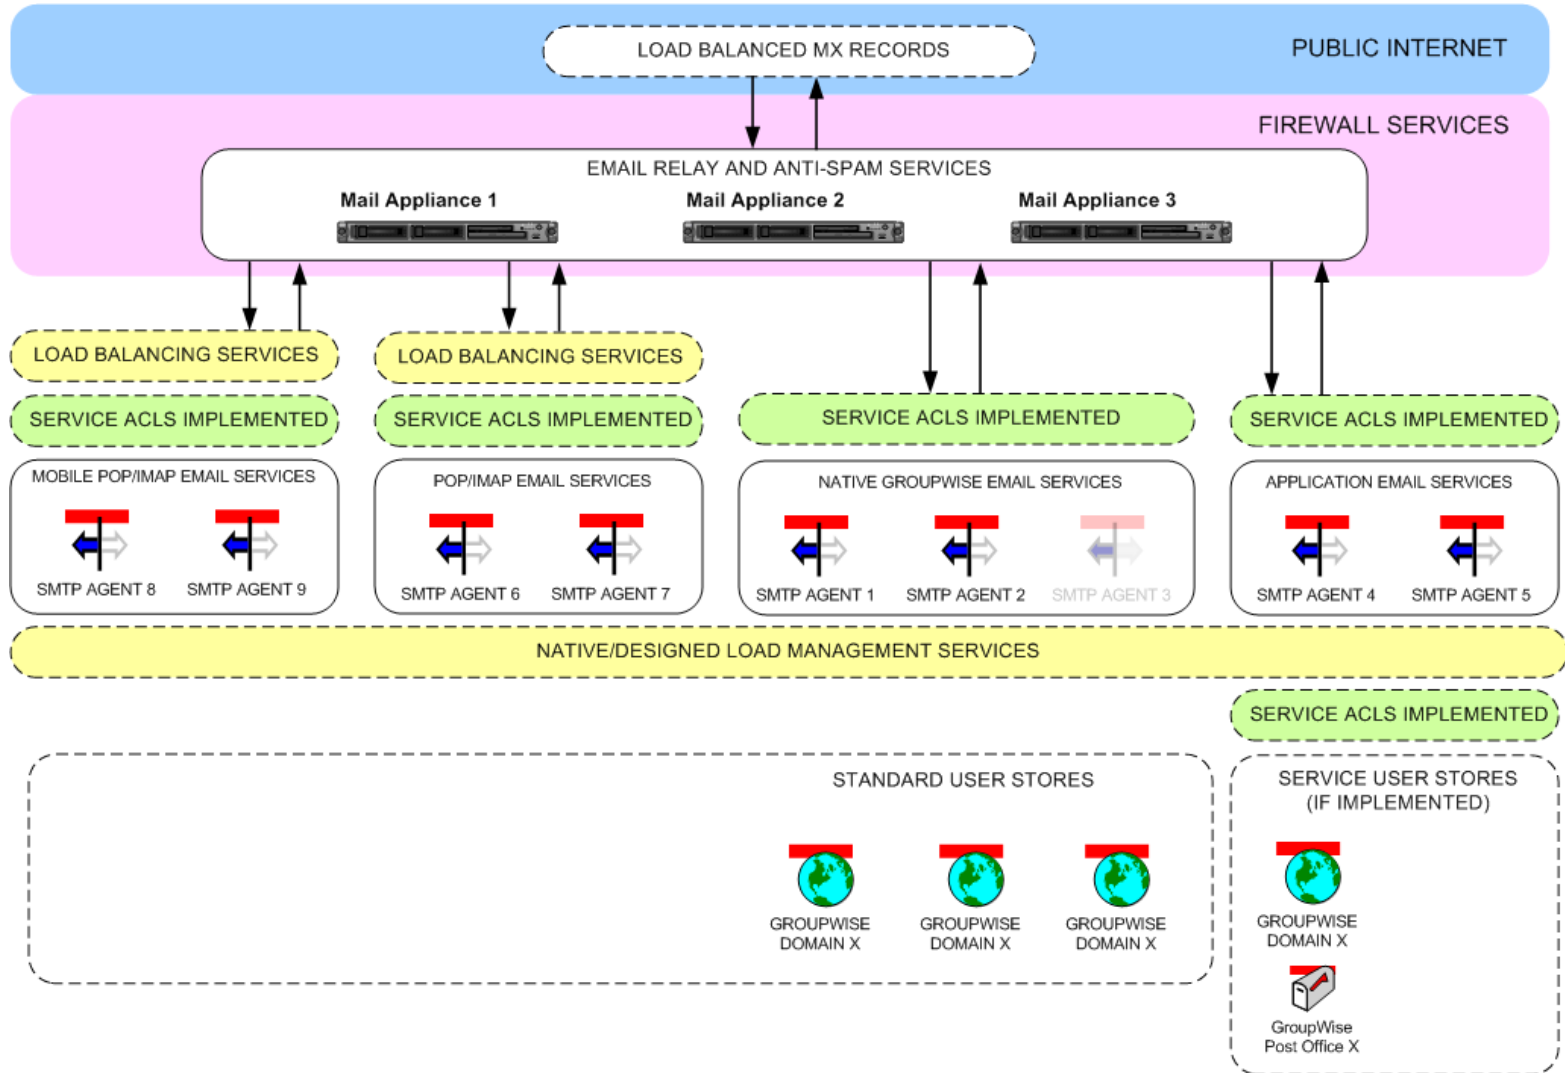 LOAD BALANCED MX RECORDS
PUBLIC INTERNET
FIREWALL SERVICES
EMAIL RELAY AND ANTI-SPAM SERVICES
Mail Appliance 1
Mail Appliance 2
Mail Appliance 3
LOAD BALANCING SERVICES
LOAD BALANCING SERVICES
SERVICE ACLS IMPLEMENTED
SERVICE ACLS IMPLEMENTED
SERVICE ACLS IMPLEMENTED
SERVICE ACLS IMPLEMENTED
MOBILE POP/IMAP EMAIL SERVICES
SMTP AGENT 8
SMTP AGENT 9
POP/IMAP EMAIL SERVICES
SMTP AGENT 6
SMTP AGENT 7
NATIVE GROUPWISE EMAIL SERVICES
SMTP AGENT 1
SMTP AGENT 2
SMTP AGENT 3
APPLICATION EMAIL SERVICES
SMTP AGENT 4
SMTP AGENT 5
NATIVE/DESIGNED LOAD MANAGEMENT SERVICES
SERVICE ACLS IMPLEMENTED
STANDARD USER STORES
GROUPWISE
DOMAIN X
GROUPWISE
DOMAIN X
GROUPWISE
DOMAIN X
SERVICE USER STORES
(IF IMPLEMENTED)
GROUPWISE
DOMAIN X
GroupWise
Post Office X